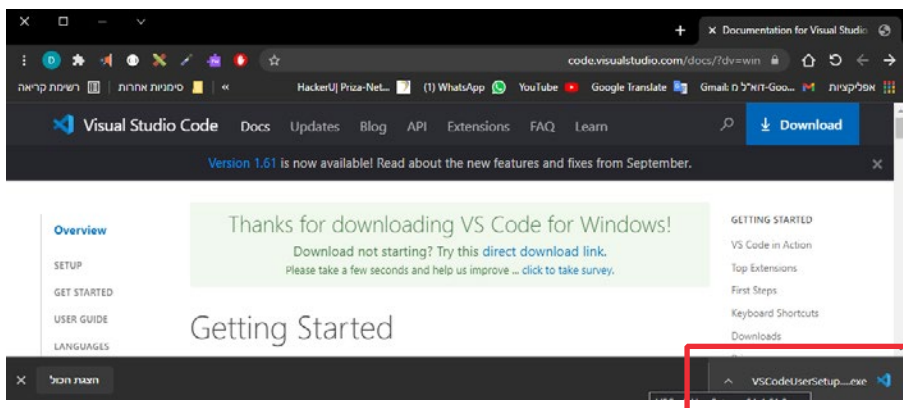 Documentation for Visual Studio
code.visualstudio.com/docs/?dv=win
אפליקציות
Gmail: דוא"ל מ-Goo...
Google Translate
YouTube
(1) WhatsApp
HackerU| Priza-Net...
»
סימניות אחרות
רשימת קריאה
Visual Studio Code Docs Updates Blog API Extensions FAQ Learn Download
Version 1.61 is now available! Read about the new features and fixes from September.
Overview
SETUP
GET STARTED
USER GUIDE
LANGUAGES
Thanks for downloading VS Code for Windows!
Download not starting? Try this direct download link.
Please take a few seconds and help us improve ... click to take survey.
Getting Started
GETTING STARTED
VS Code in Action
Top Extensions
First Steps
Keyboard Shortcuts
Downloads
VSCodeUserSetup....exe
הצגת הכול